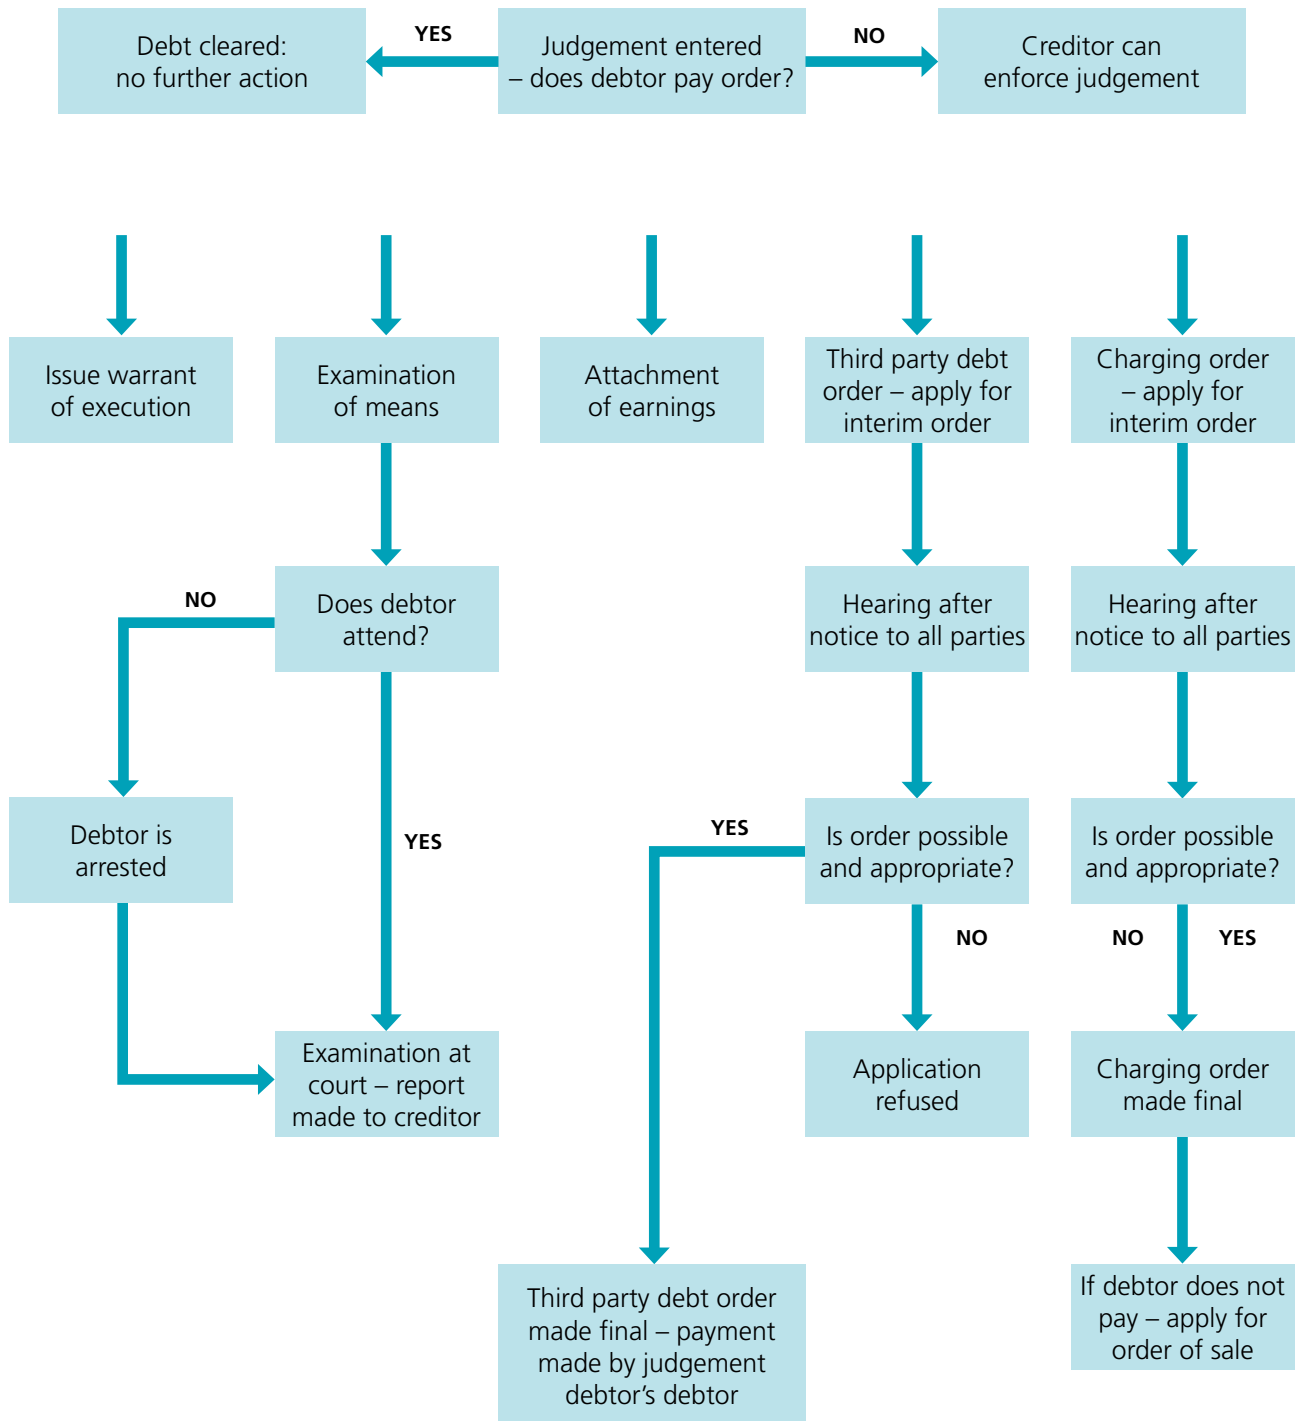 Debt cleared:
no further action
YES
Judgement entered
– does debtor pay order?
NO
Creditor can
enforce judgement
Issue warrant
of execution
Examination
of means
Attachment
of earnings
Third party debt
order – apply for
interim order
Charging order
– apply for
interim order
NO
Does debtor
attend?
Hearing after
notice to all parties
Hearing after
notice to all parties
Debtor is
arrested
YES
YES
Is order possible
and appropriate?
Is order possible
and appropriate?
NO
NO
YES
Examination at
court – report
made to creditor
Application
refused
Charging order
made final
Third party debt order
made final – payment
made by judgement
debtor’s debtor
If debtor does not
pay – apply for
order of sale